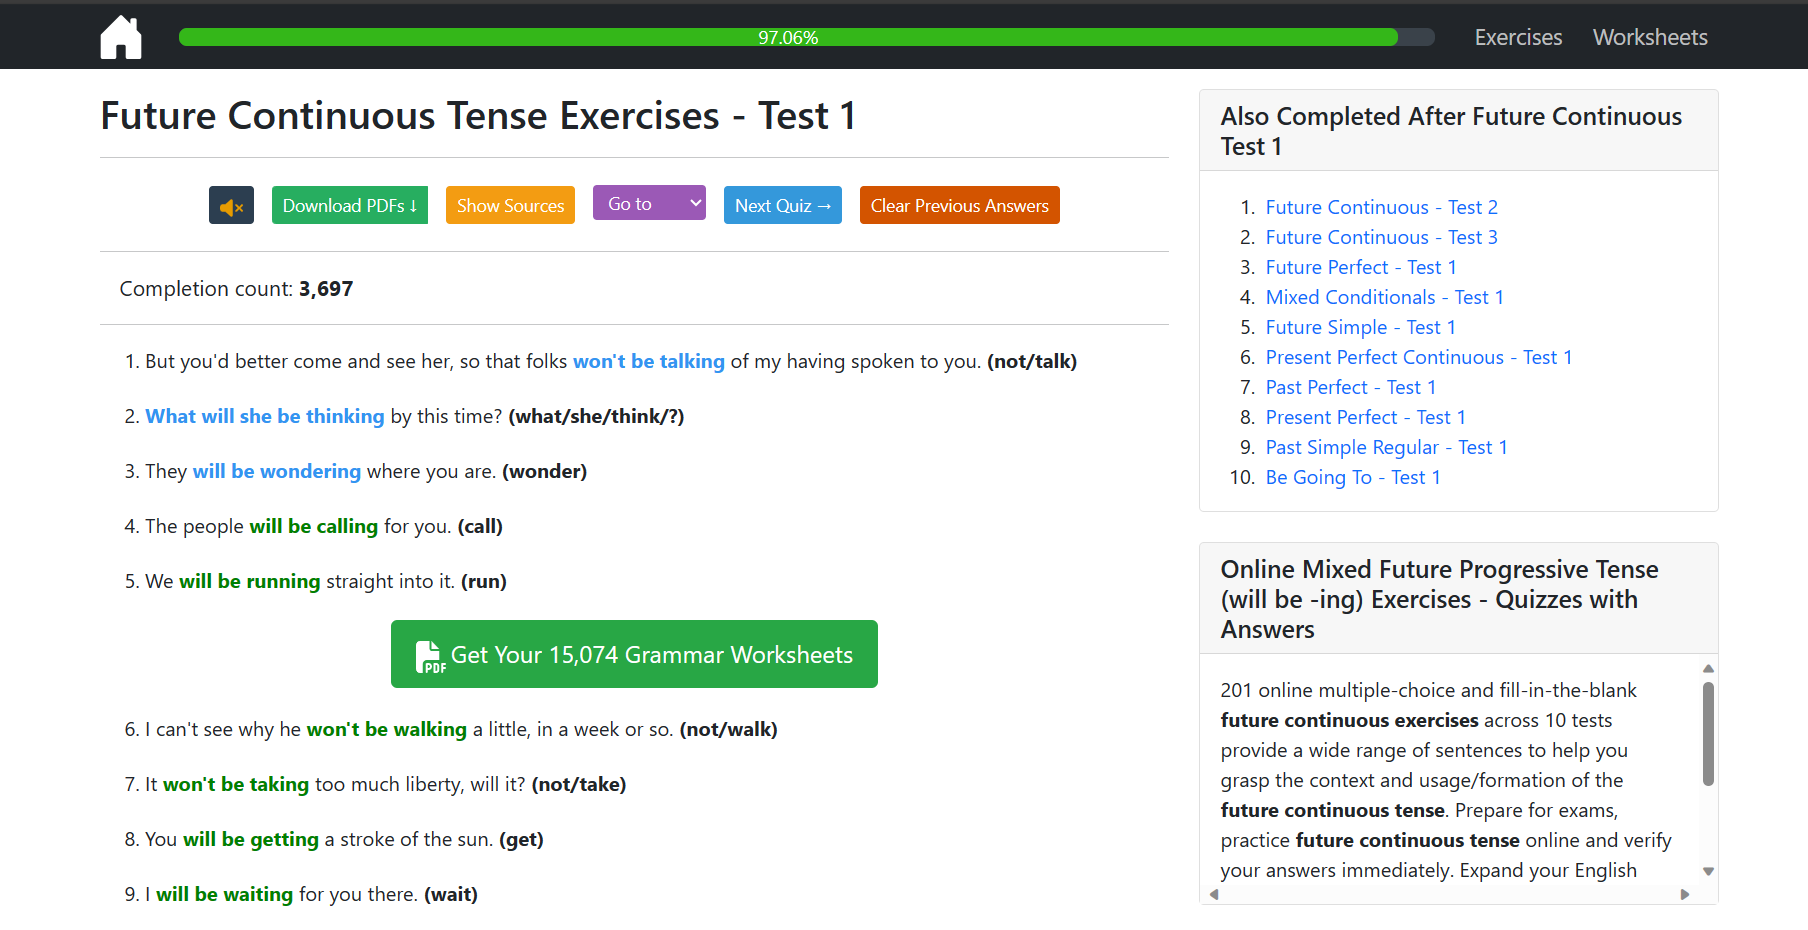 97.06%
Exercises
Worksheets
Future Continuous Tense Exercises - Test 1
Download PDFs ↓
Show Sources
Go to
Next Quiz →
Clear Previous Answers
Completion count: 3,697
1. But you'd better come and see her, so that folks won't be talking of my having spoken to you. (not/talk)
2. What will she be thinking by this time? (what/she/think/?)
3. They will be wondering where you are. (wonder)
4. The people will be calling for you. (call)
5. We will be running straight into it. (run)
PDF Get Your 15,074 Grammar Worksheets
6. I can't see why he won't be walking a little, in a week or so. (not/walk)
7. It won't be taking too much liberty, will it? (not/take)
8. You will be getting a stroke of the sun. (get)
9. I will be waiting for you there. (wait)
Also Completed After Future Continuous
Test 1
1. Future Continuous - Test 2
2. Future Continuous - Test 3
3. Future Perfect - Test 1
4. Mixed Conditionals - Test 1
5. Future Simple - Test 1
6. Present Perfect Continuous - Test 1
7. Past Perfect - Test 1
8. Present Perfect - Test 1
9. Past Simple Regular - Test 1
10. Be Going To - Test 1
Online Mixed Future Progressive Tense
(will be -ing) Exercises - Quizzes with
Answers
201 online multiple-choice and fill-in-the-blank
future continuous exercises across 10 tests
provide a wide range of sentences to help you
grasp the context and usage/formation of the
future continuous tense. Prepare for exams,
practice future continuous tense online and verify
your answers immediately. Expand your English